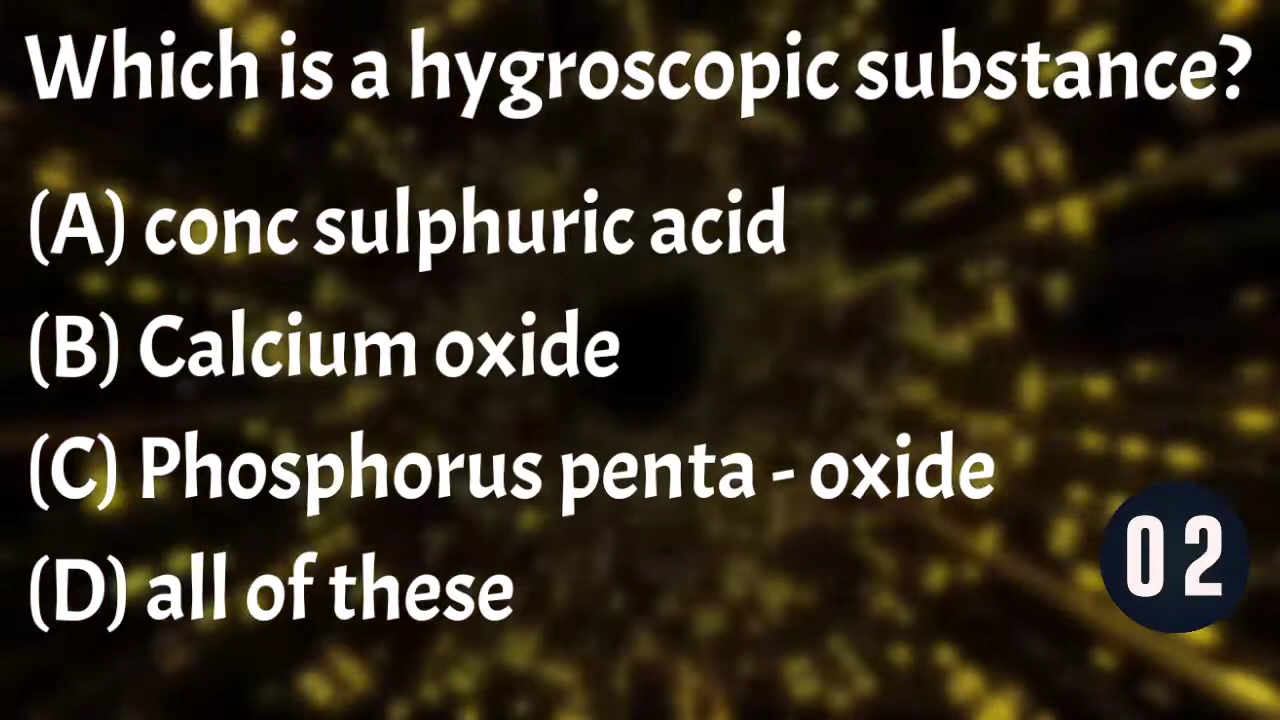 Which is a hygroscopic substance?
(A) conc sulphuric acid
(B) Calcium oxide
(C) Phosphorus penta - oxide
(D) all of these
02